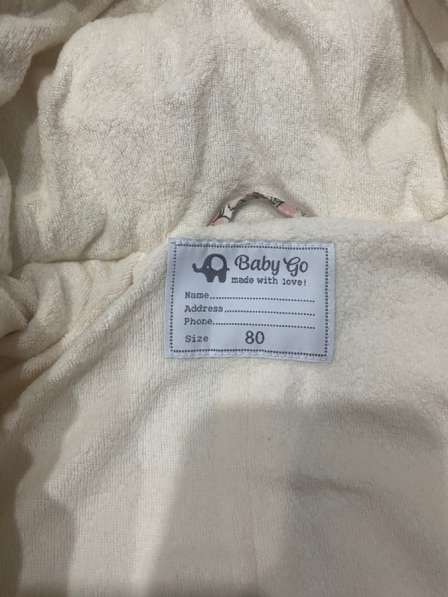 Baby Go
made with love!
Name..................
Address...............
Phone.................
Size 80